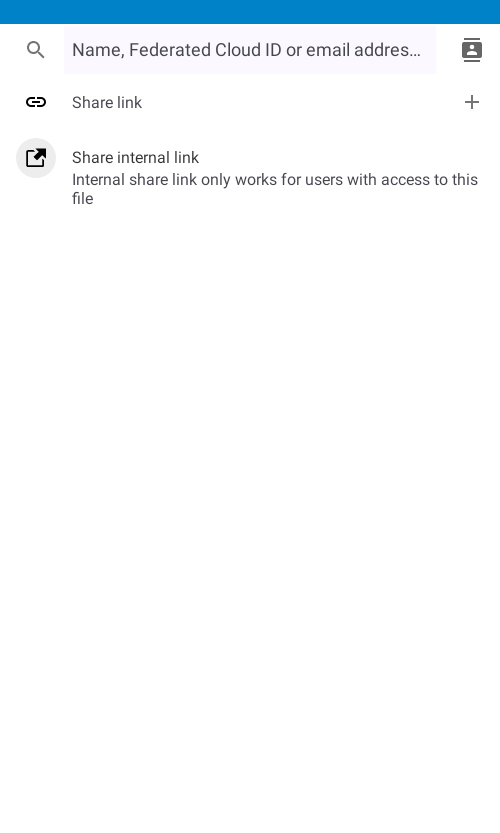 Name, Federated Cloud ID or email addres…
Share link
Share internal link
Internal share link only works for users with access to this
file